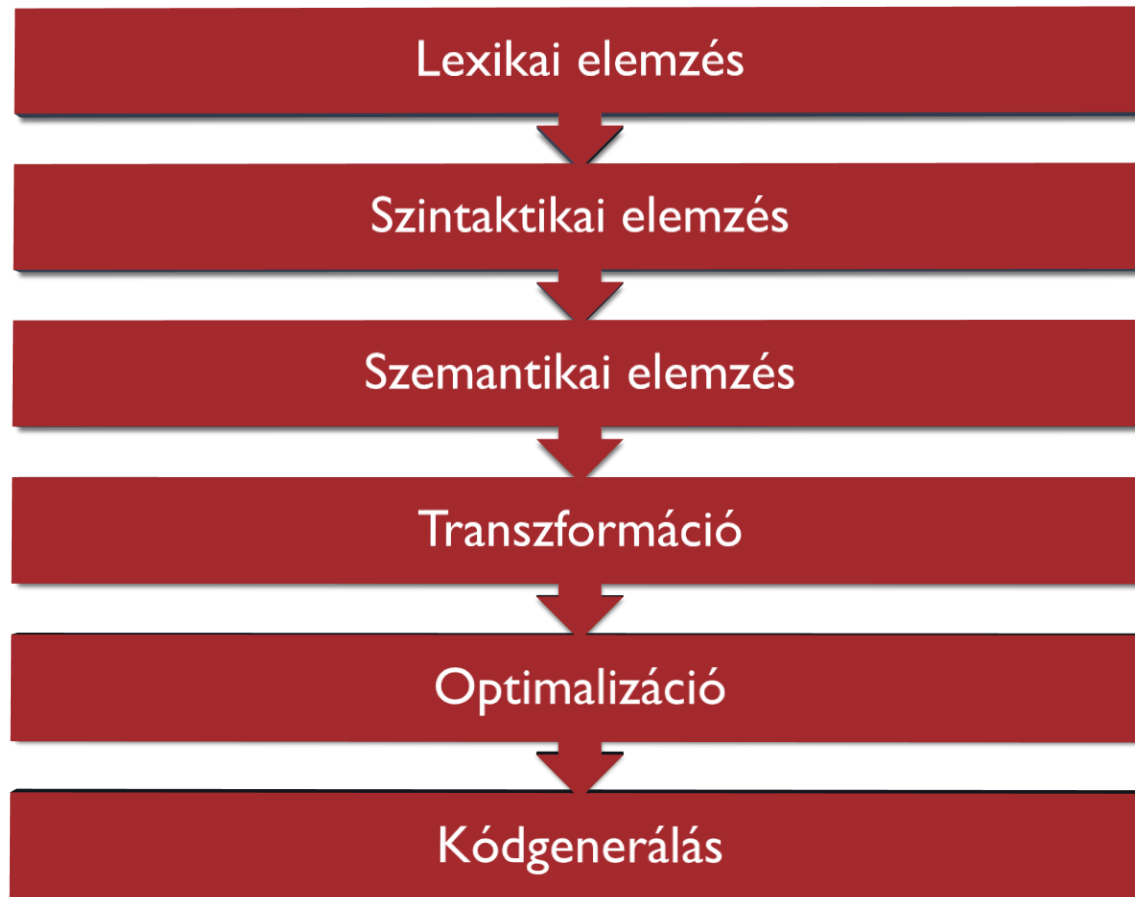 Lexikai elemzés
Szintaktikai elemzés
Szemantikai elemzés
Transzformáció
Optimalizáció
Kódgenerálás